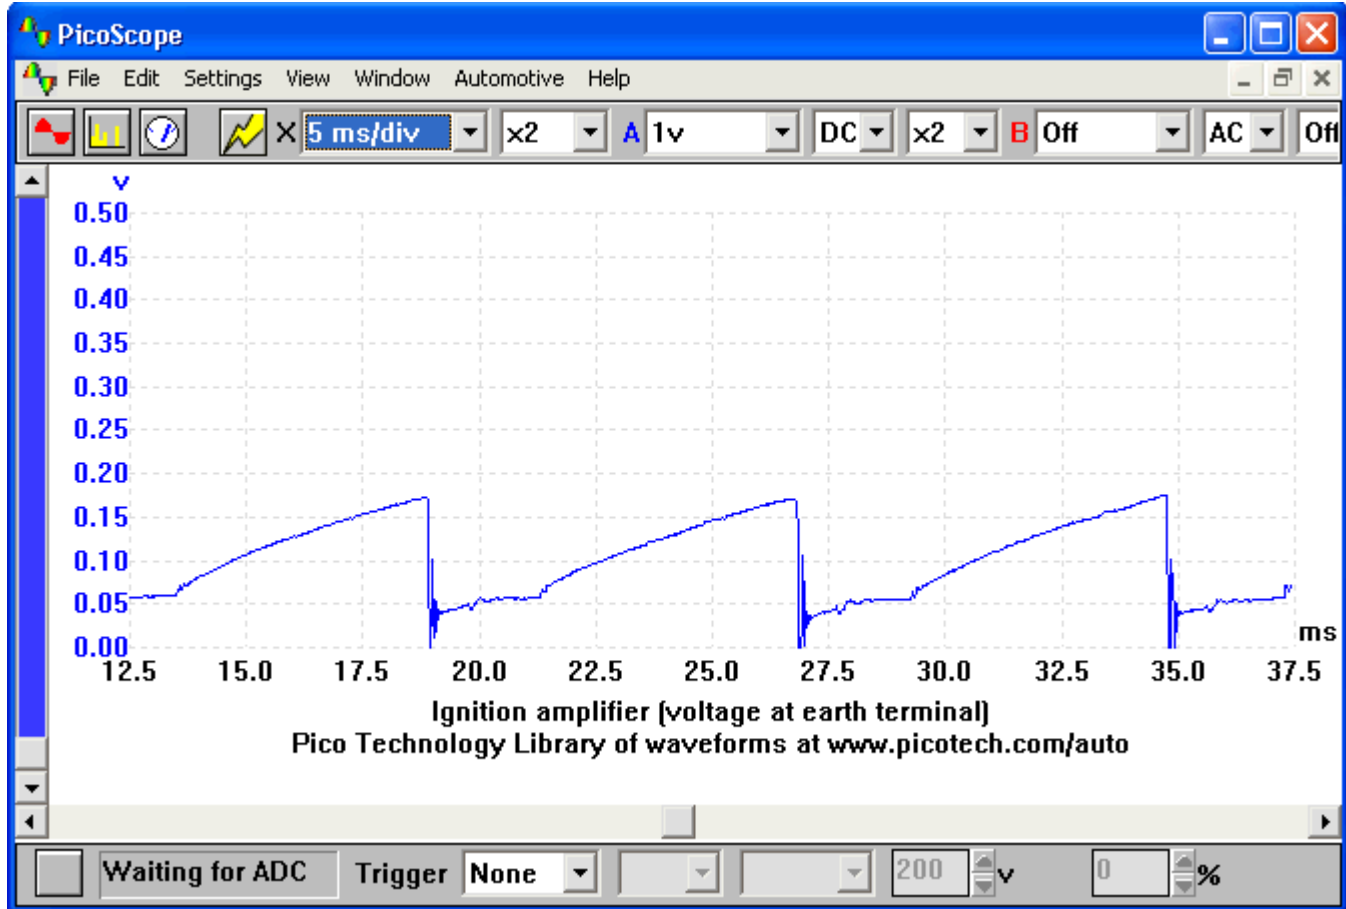 PicoScope
File Edit Settings View Window Automotive Help
X 5 ms/div x2 A 1v DC x2 B Off AC Off
v
0.50
0.45
0.40
0.35
0.30
0.25
0.20
0.15
0.10
0.05
0.00
ms
12.5 15.0 17.5 20.0 22.5 25.0 27.5 30.0 32.5 35.0 37.5
Ignition amplifier (voltage at earth terminal)
Pico Technology Library of waveforms at www.picotech.com/auto
Waiting for ADC Trigger None 200 v 0 %